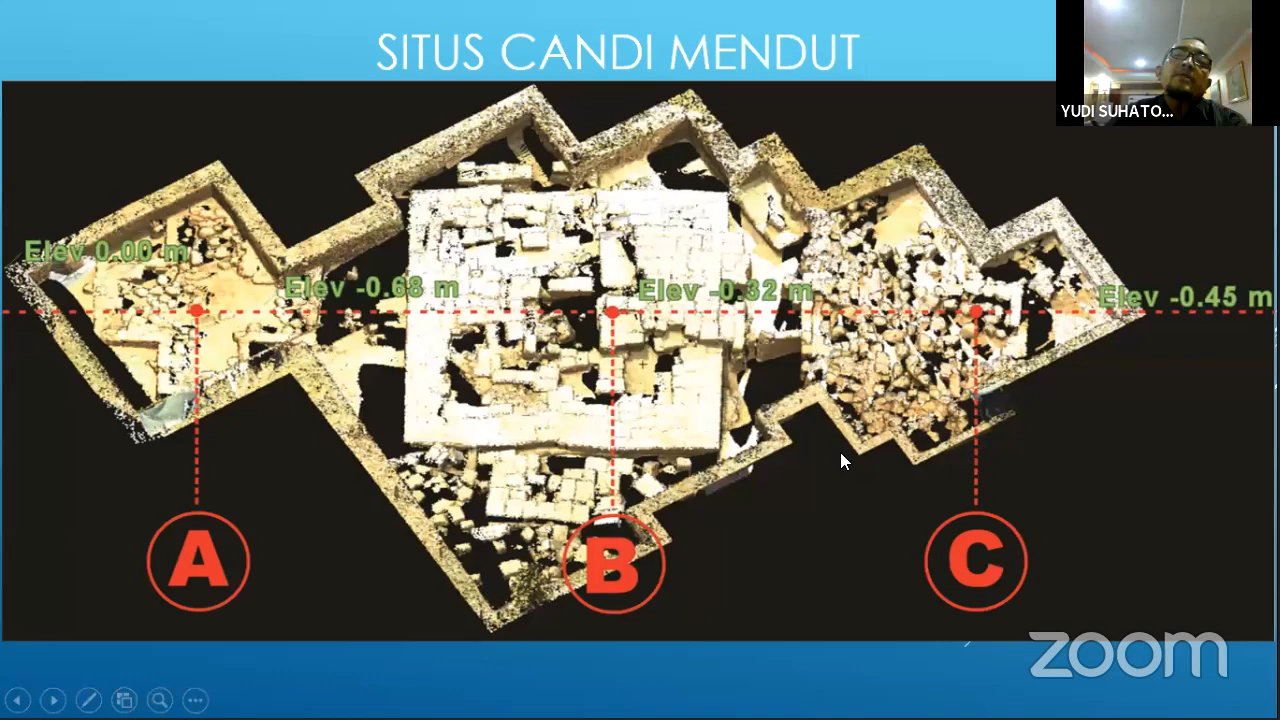 SITUS CANDI MENDUT
YUDI SUHATO...
Elev 0.00 m
Elev -0.68 m
Elev -0.32 m
Elev -0.45 m
A
B
C
zoom